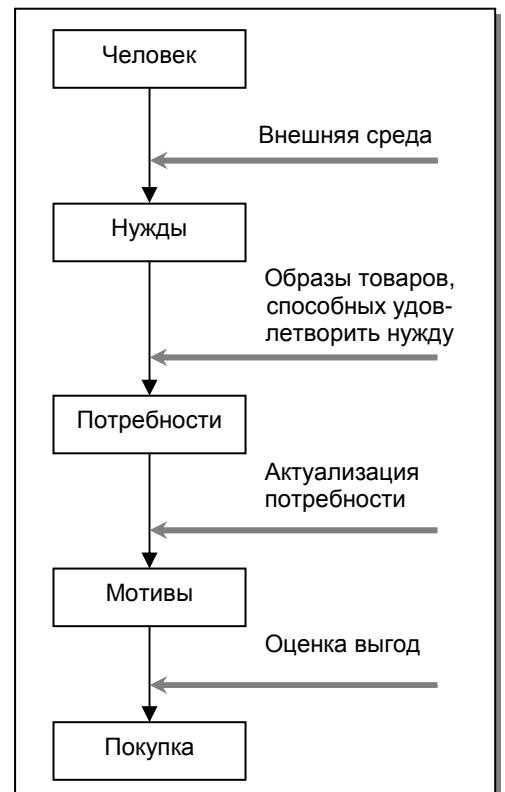 Человек
Внешняя среда
Нужды
Образы товаров,
способных удов-
летворить нужду
Потребности
Актуализация
потребности
Мотивы
Оценка выгод
Покупка